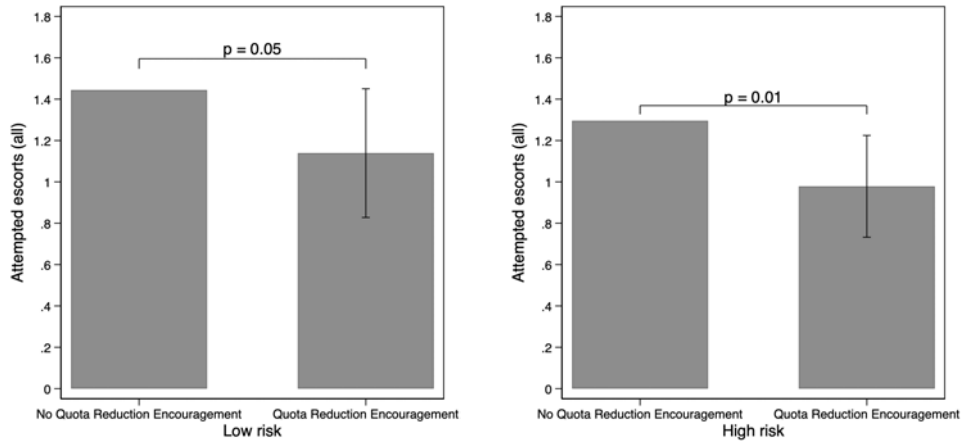 1.8
1.6
1.4
1.2
1
.8
.6
.4
.2
0
Attempted escorts (all)
p = 0.05
No Quota Reduction Encouragement
Quota Reduction Encouragement
Low risk
1.8
1.6
1.4
1.2
1
.8
.6
.4
.2
0
Attempted escorts (all)
p = 0.01
No Quota Reduction Encouragement
Quota Reduction Encouragement
High risk